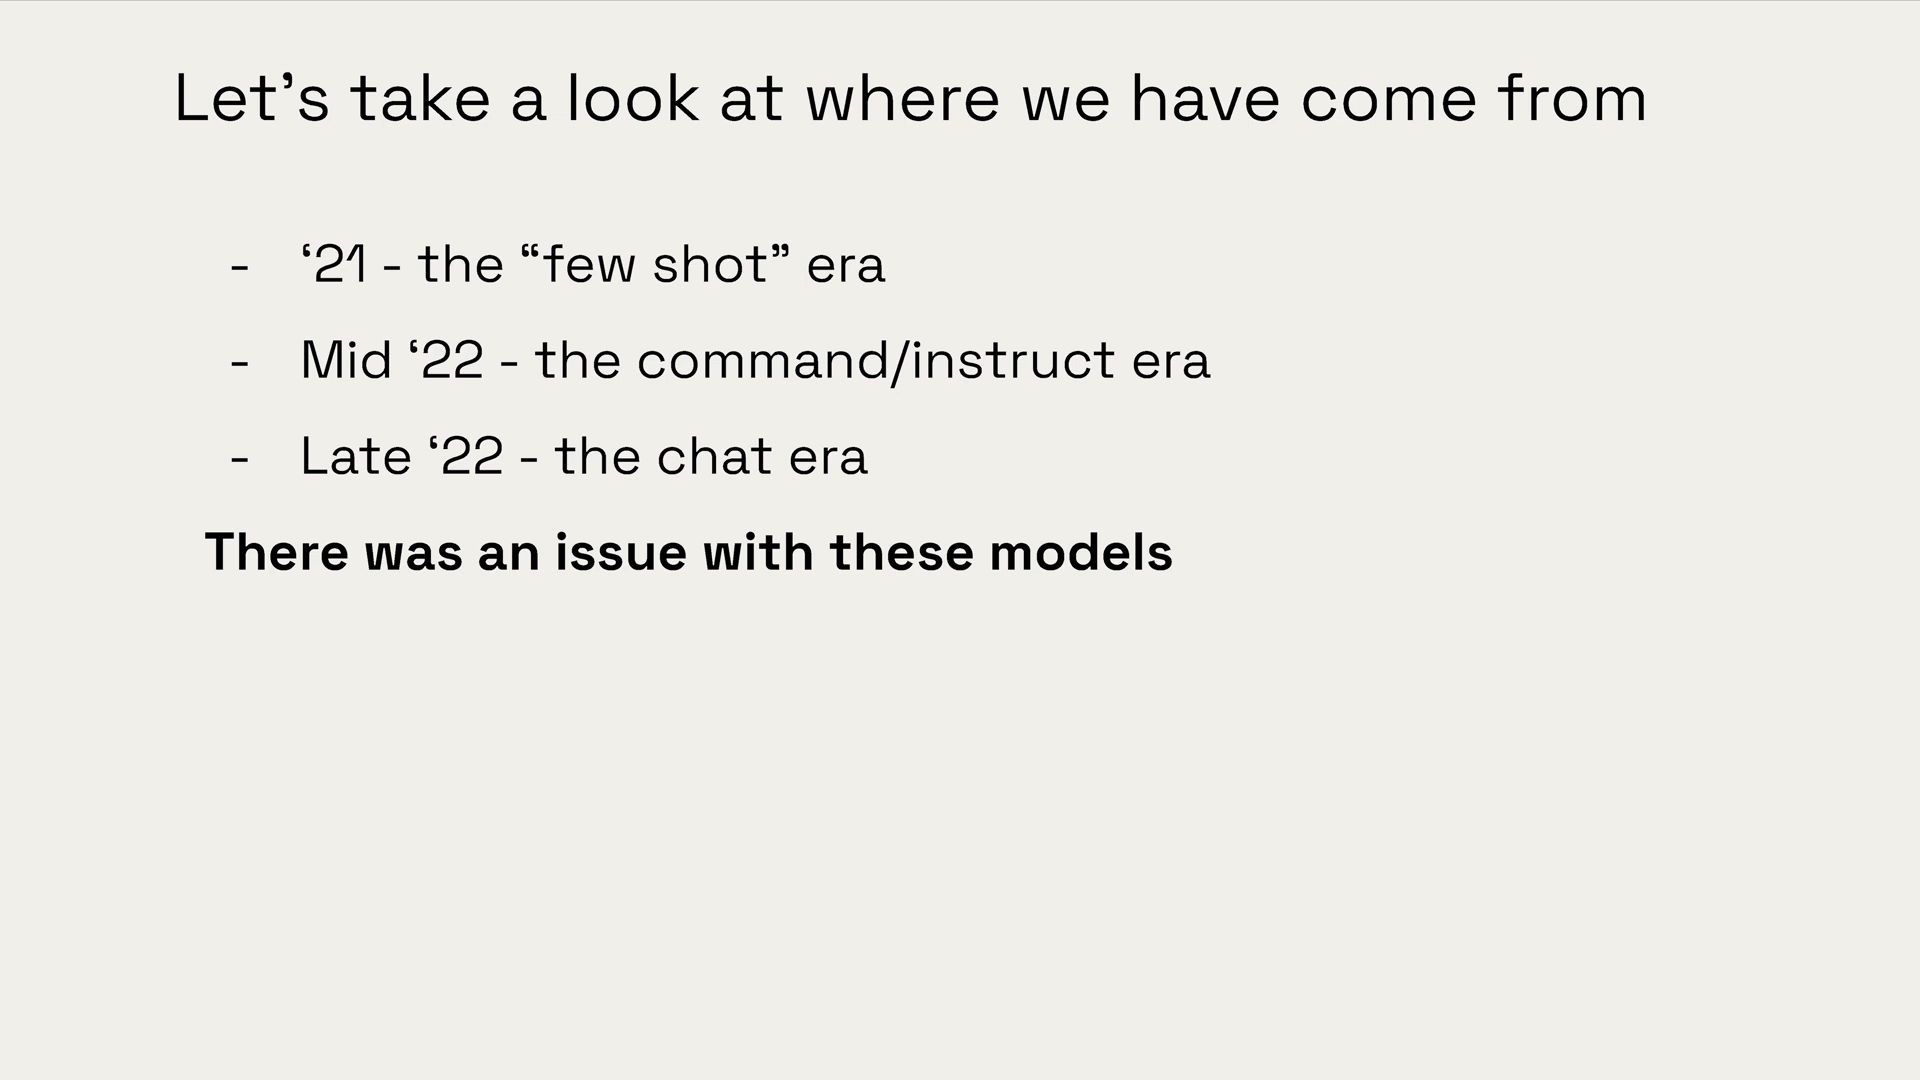 Let’s take a look at where we have come from
- ‘21 - the “few shot” era
- Mid ‘22 - the command/instruct era
- Late ‘22 - the chat era
There was an issue with these models